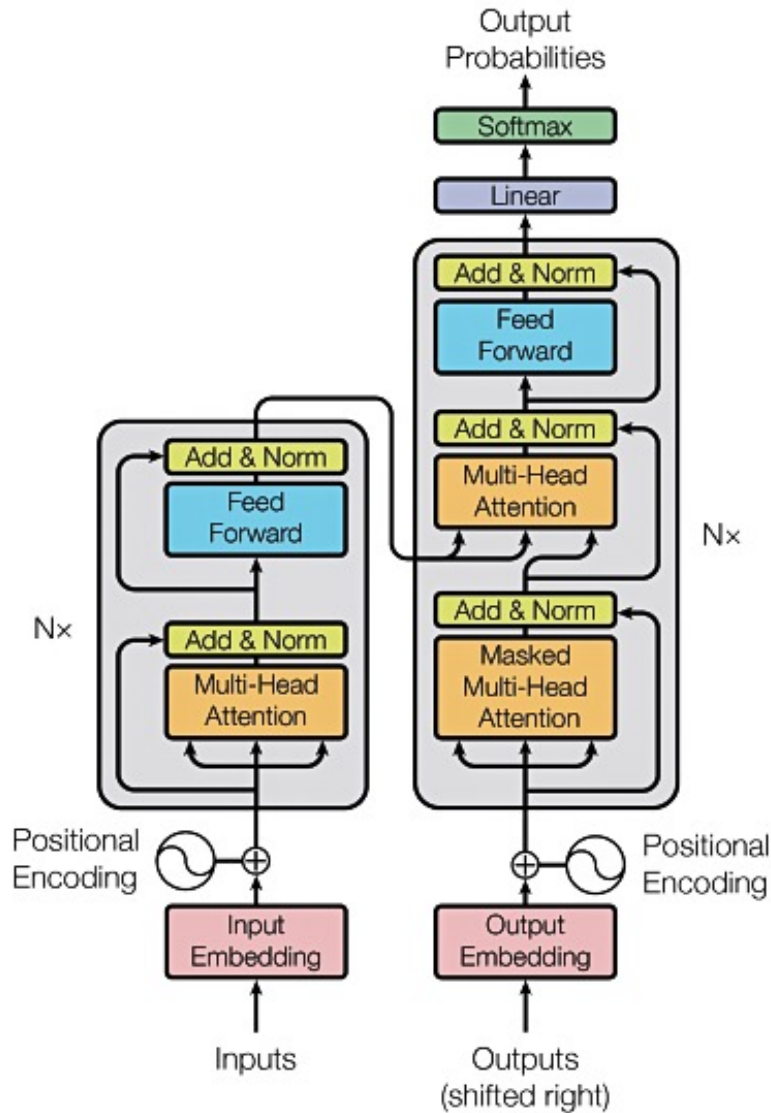 Output
Probabilities
Softmax
Linear
Add & Norm
Feed
Forward
Add & Norm
Multi-Head
Attention
Add & Norm
Masked
Multi-Head
Attention
N×
Add & Norm
Feed
Forward
Add & Norm
Multi-Head
Attention
N×
Positional
Encoding
Positional
Encoding
Input
Embedding
Output
Embedding
Inputs
Outputs
(shifted right)